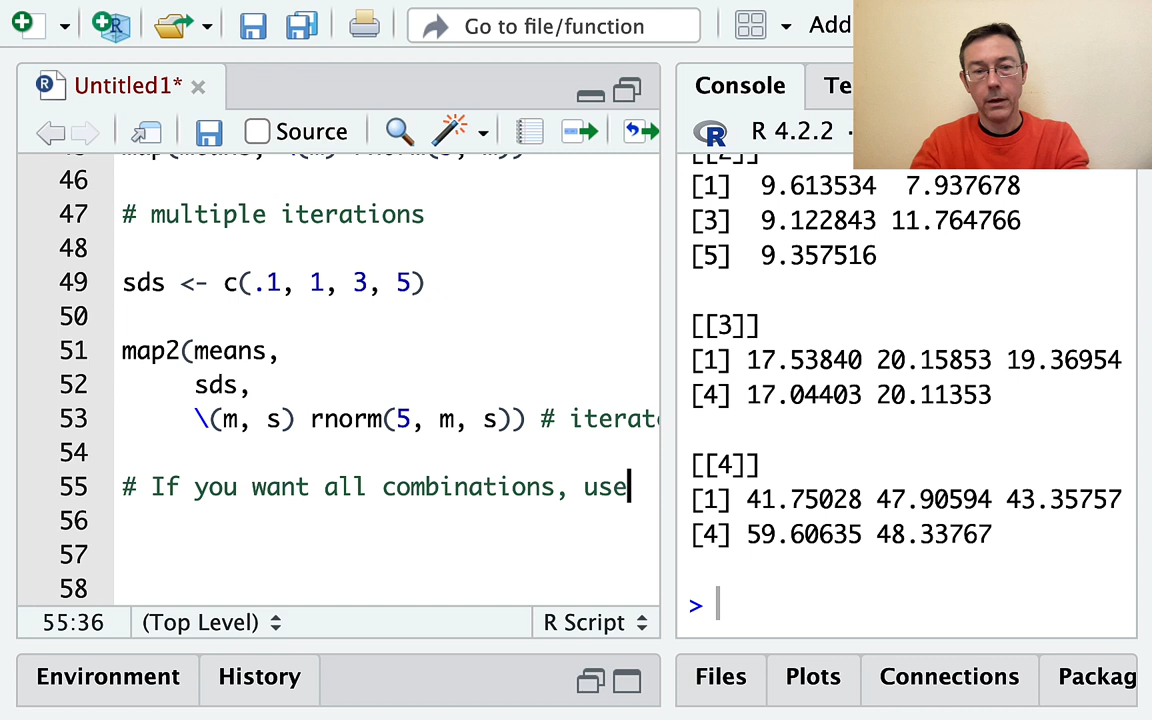 Go to file/function
Add
Untitled1*
Source
46
47 # multiple iterations
48
49 sds <- c(.1, 1, 3, 5)
50
51 map2(means,
52 sds,
53 \(m, s) rnorm(5, m, s)) # iterat
54
55 # If you want all combinations, use
56
57
58
55:36 (Top Level) R Script
Environment History
Console Te
R 4.2.2 ·
[[2]]
[1] 9.613534 7.937678
[3] 9.122843 11.764766
[5] 9.357516
[[3]]
[1] 17.53840 20.15853 19.36954
[4] 17.04403 20.11353
[[4]]
[1] 41.75028 47.90594 43.35757
[4] 59.60635 48.33767
>
Files Plots Connections Packag